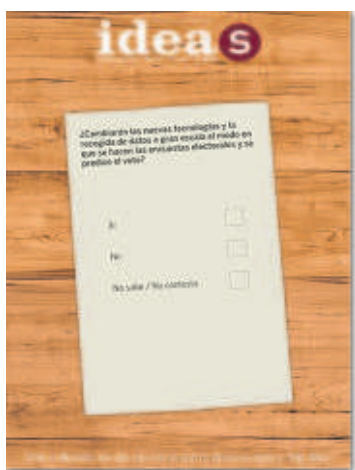 ideas
¿Cambiarán las nuevas tecnologías y la
recogida de datos a gran escala el modo en
que se hacen las encuestas electorales y se
predice el voto?
No
No sabe / No contesta